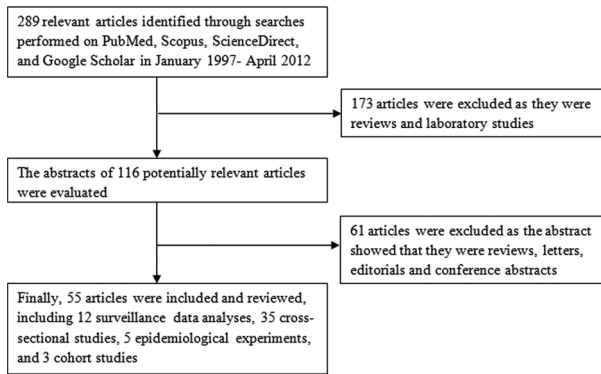 289 relevant articles identified through searches
performed on PubMed, Scopus, ScienceDirect,
and Google Scholar in January 1997- April 2012
173 articles were excluded as they were
reviews and laboratory studies
The abstracts of 116 potentially relevant articles
were evaluated
61 articles were excluded as the abstract
showed that they were reviews, letters,
editorials and conference abstracts
Finally, 55 articles were included and reviewed,
including 12 surveillance data analyses, 35 cross-
sectional studies, 5 epidemiological experiments,
and 3 cohort studies